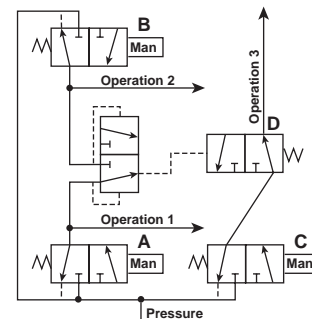 B
Man
Operation 2
Operation 3
D
Operation 1
A
Man
C
Man
Pressure